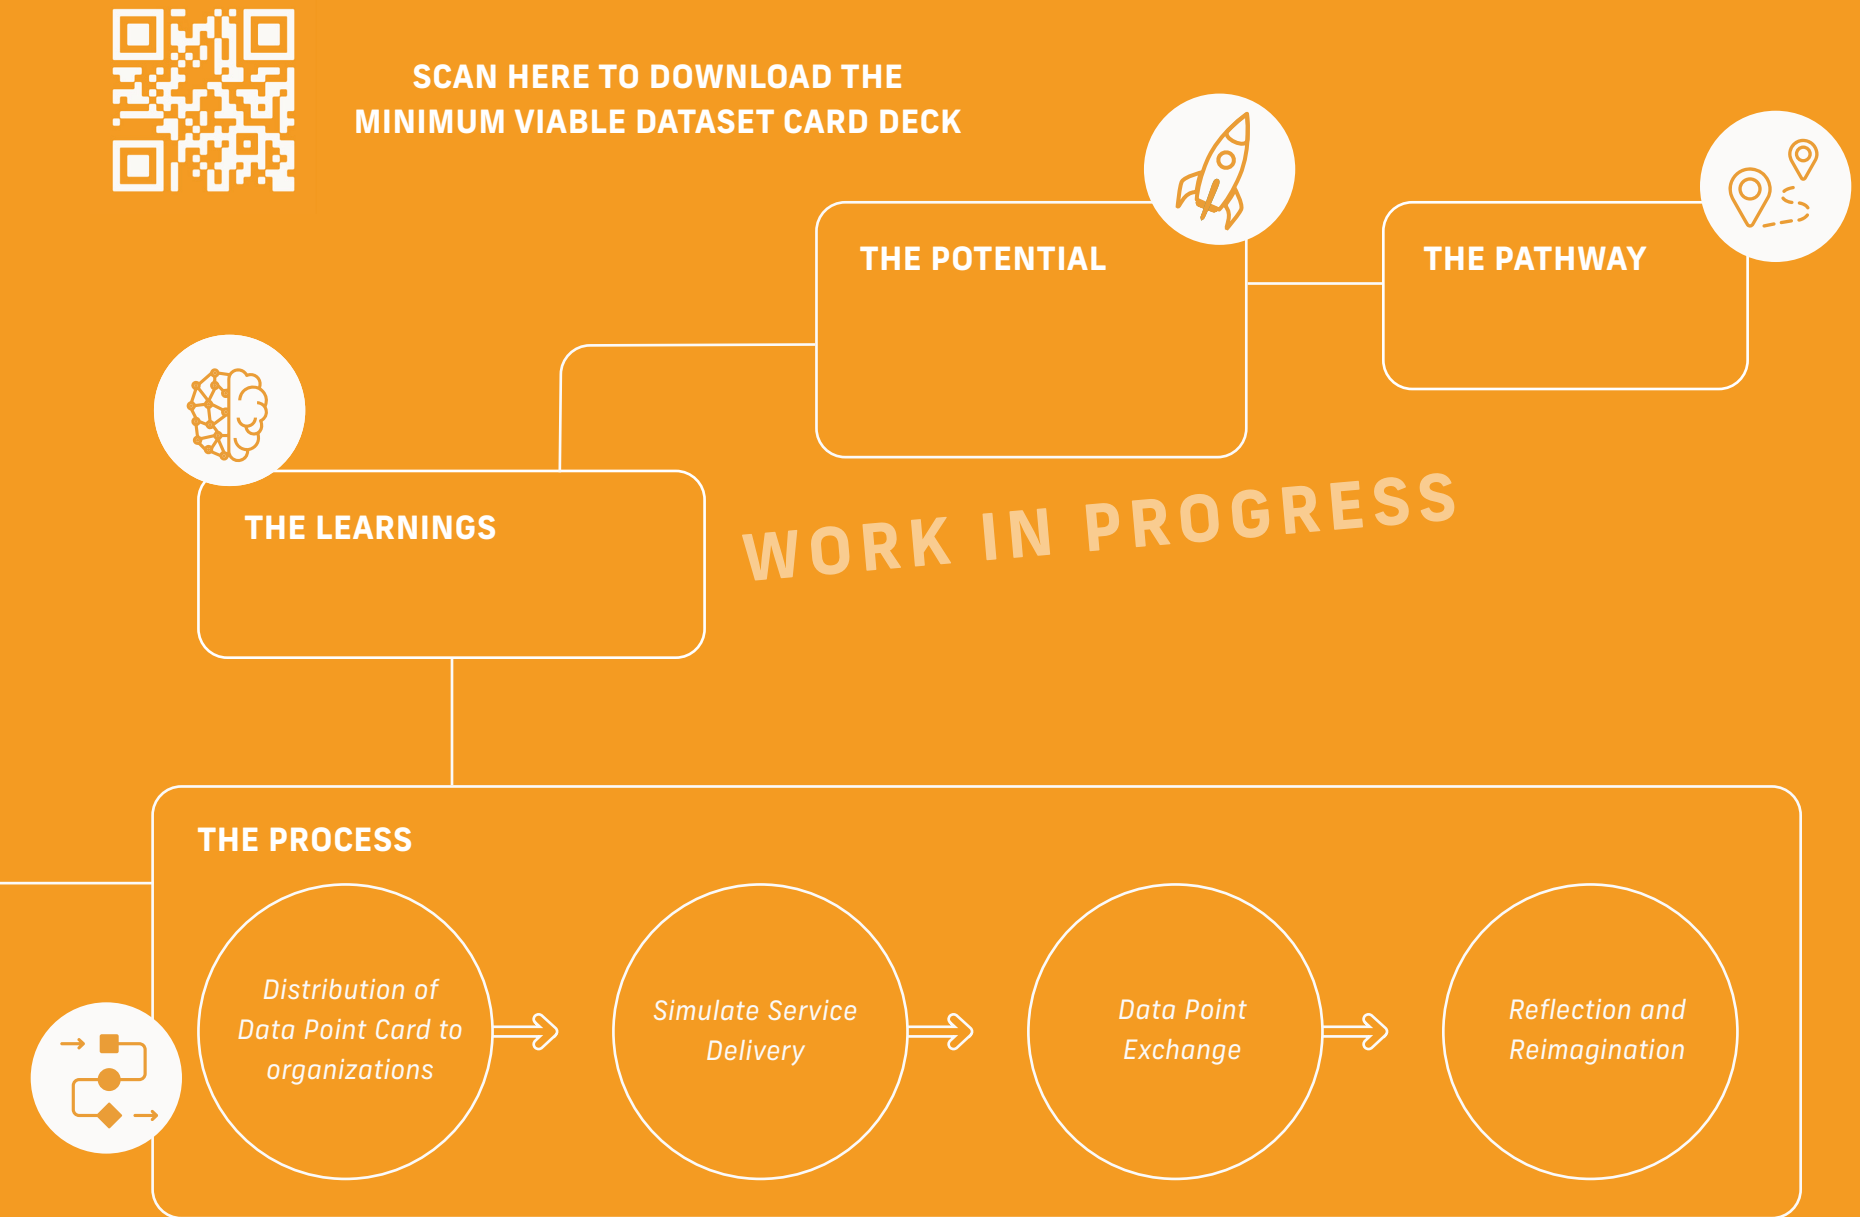 SCAN HERE TO DOWNLOAD THE
MINIMUM VIABLE DATASET CARD DECK
THE POTENTIAL
THE PATHWAY
THE LEARNINGS
WORK IN PROGRESS
THE PROCESS
Distribution of
Data Point Card to
organizations
Simulate Service
Delivery
Data Point
Exchange
Reflection and
Reimagination